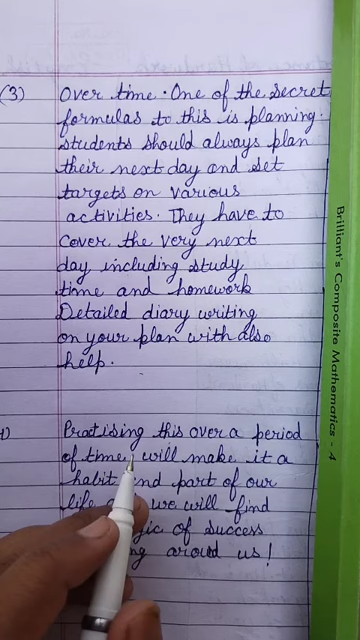 (3) Over time. One of the secret
formulas to this is planning.
students should always plan
their next day and set
targets on various
activities. They have to
cover the very next
day including study
time and homework
Detailed diary writing
on your plan with also
help.
Practising this over a period
of time, will make it a
habit and part of our
life we will find
of success
around us!
Brilliant's Composite Mathematics - 4